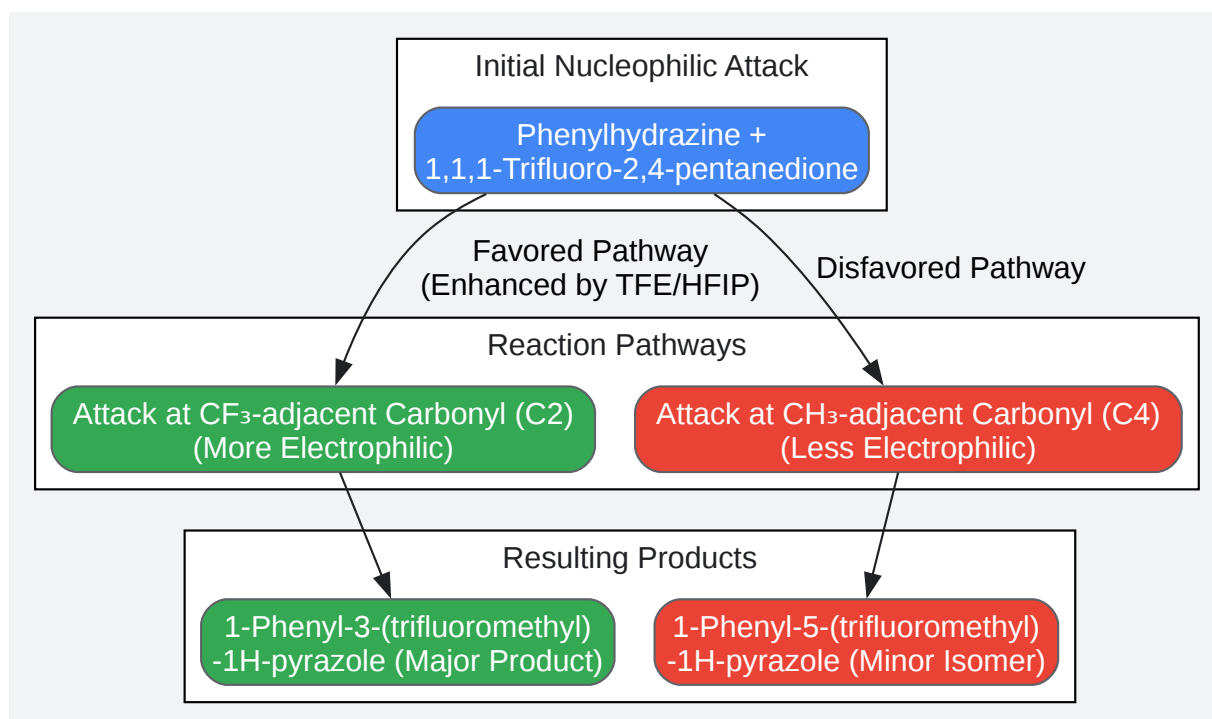 Initial Nucleophilic Attack
Phenylhydrazine +
1,1,1-Trifluoro-2,4-pentanedione
Favored Pathway
(Enhanced by TFE/HFIP)
Disfavored Pathway
Reaction Pathways
Attack at CF₃-adjacent Carbonyl (C2)
(More Electrophilic)
Attack at CH₃-adjacent Carbonyl (C4)
(Less Electrophilic)
Resulting Products
1-Phenyl-3-(trifluoromethyl)
-1H-pyrazole (Major Product)
1-Phenyl-5-(trifluoromethyl)
-1H-pyrazole (Minor Isomer)